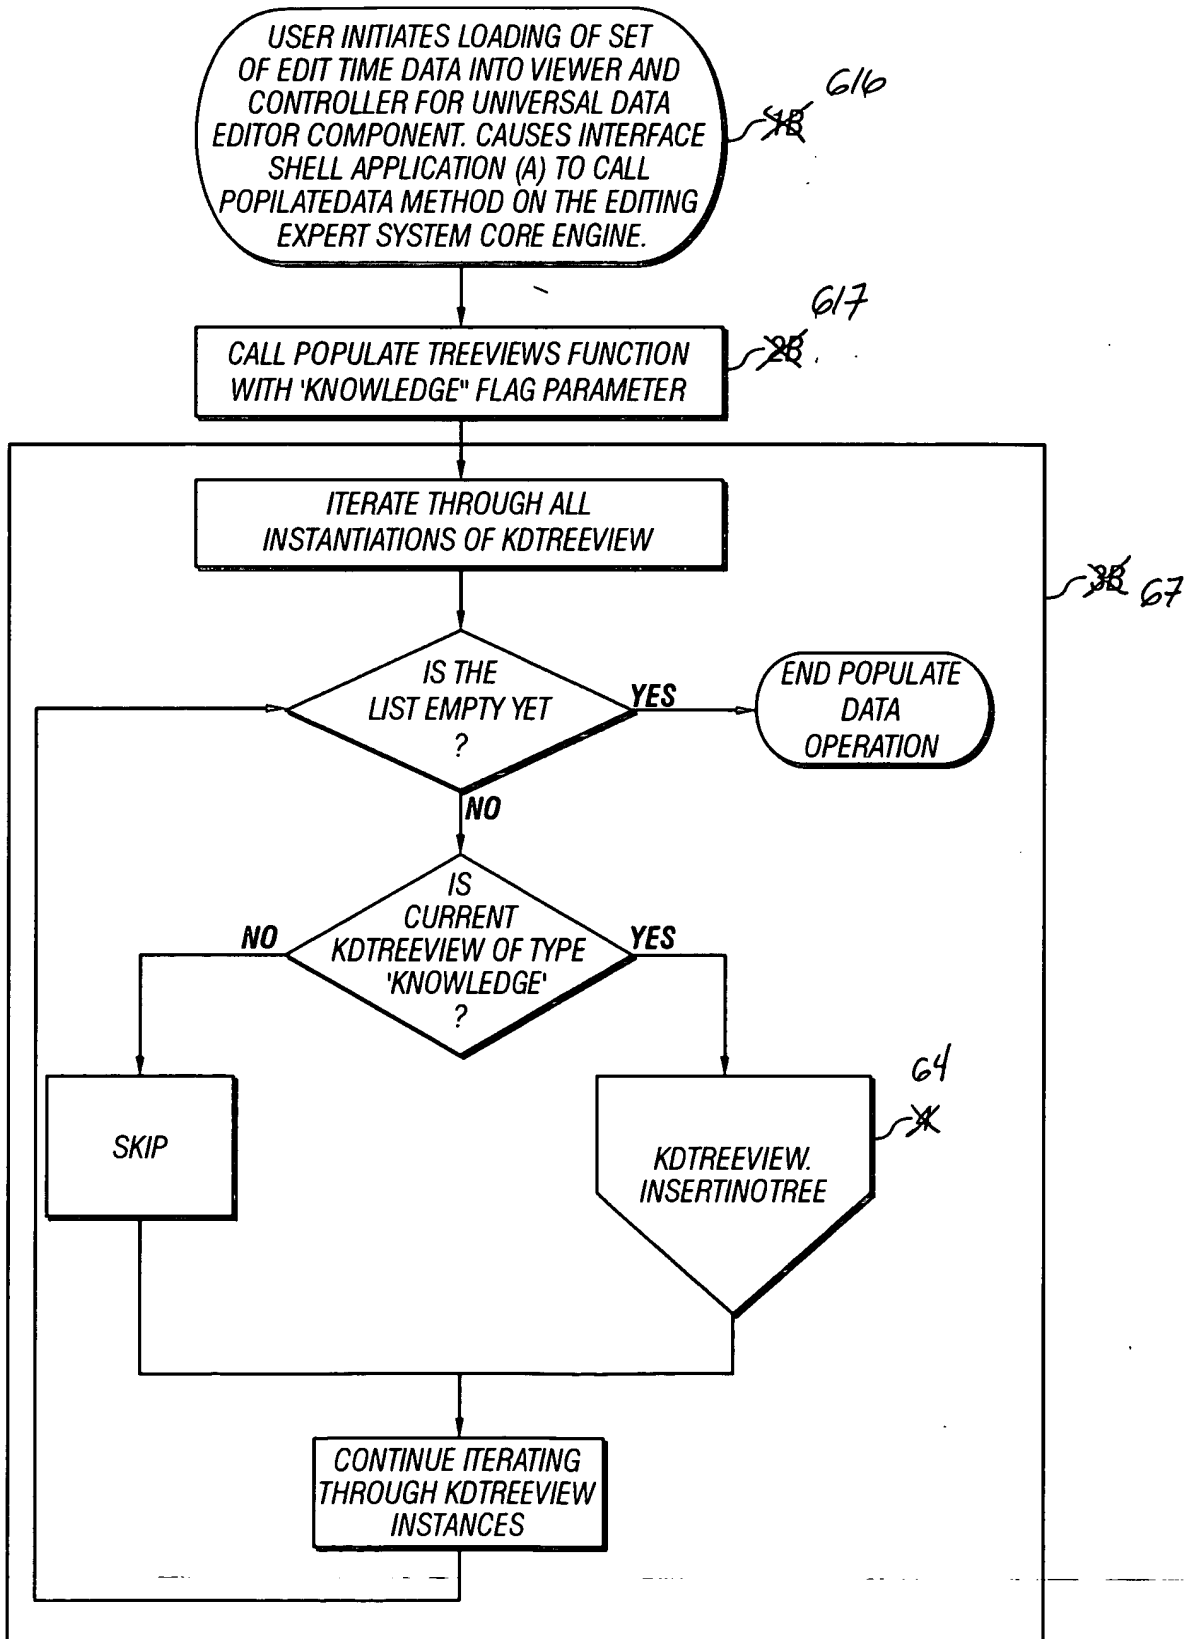 USER INITIATES LOADING OF SET
OF EDIT TIME DATA INTO VIEWER AND
CONTROLLER FOR UNIVERSAL DATA
EDITOR COMPONENT. CAUSES INTERFACE
SHELL APPLICATION (A) TO CALL
POPILATEDATA METHOD ON THE EDITING
EXPERT SYSTEM CORE ENGINE.
1B
616
CALL POPULATE TREEVIEWS FUNCTION
WITH 'KNOWLEDGE" FLAG PARAMETER
2B
617
ITERATE THROUGH ALL
INSTANTIATIONS OF KDTREEVIEW
3B 67
IS THE
LIST EMPTY YET
?
YES
END POPULATE
DATA
OPERATION
NO
IS
CURRENT
KDTREEVIEW OF TYPE
'KNOWLEDGE'
?
NO
YES
SKIP
KDTREEVIEW.
INSERTINOTREE
64
4
CONTINUE ITERATING
THROUGH KDTREEVIEW
INSTANCES